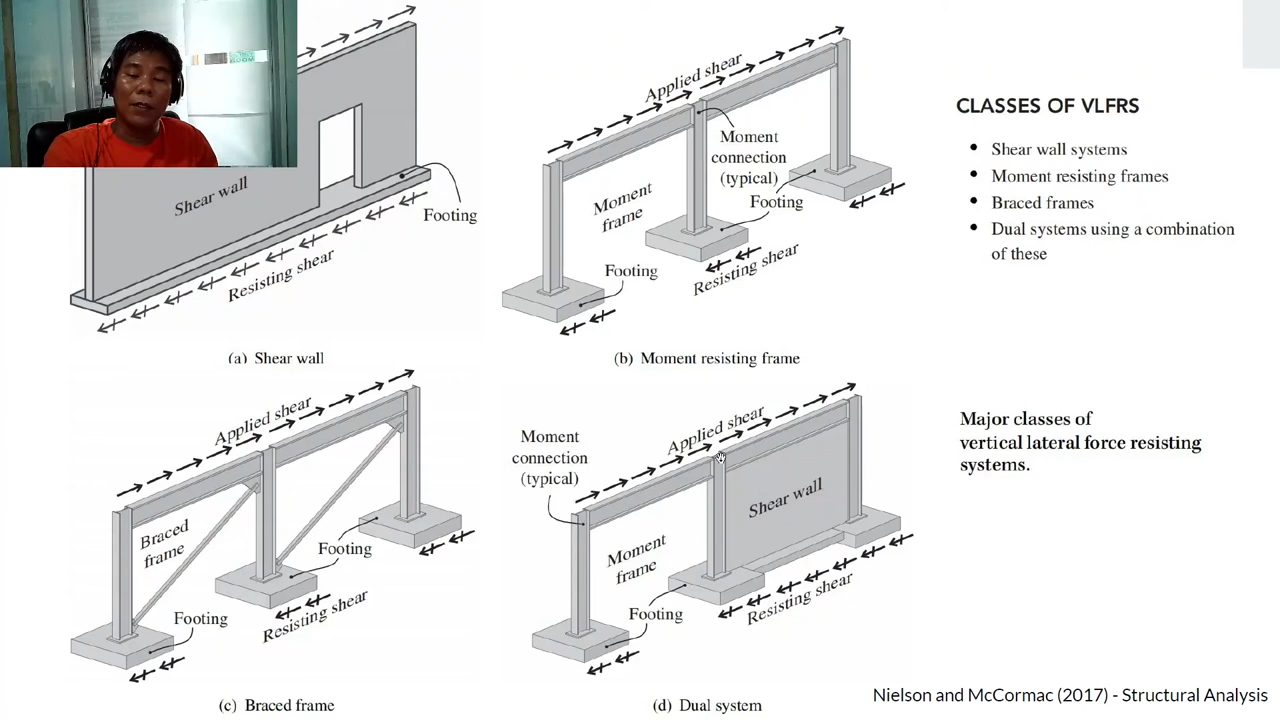 Shear wall
Footing
Resisting shear
(a) Shear wall
Applied shear
Moment
connection
(typical)
Moment
frame
Footing
Footing
Resisting shear
(b) Moment resisting frame
CLASSES OF VLFRS
• Shear wall systems
• Moment resisting frames
• Braced frames
• Dual systems using a combination
of these
Applied shear
Braced
frame
Footing
Footing
Resisting shear
(c) Braced frame
Applied shear
Moment
connection
(typical)
Shear wall
Moment
frame
Footing
Resisting shear
(d) Dual system
Major classes of
vertical lateral force resisting
systems.
Nielson and McCormac (2017) - Structural Analysis